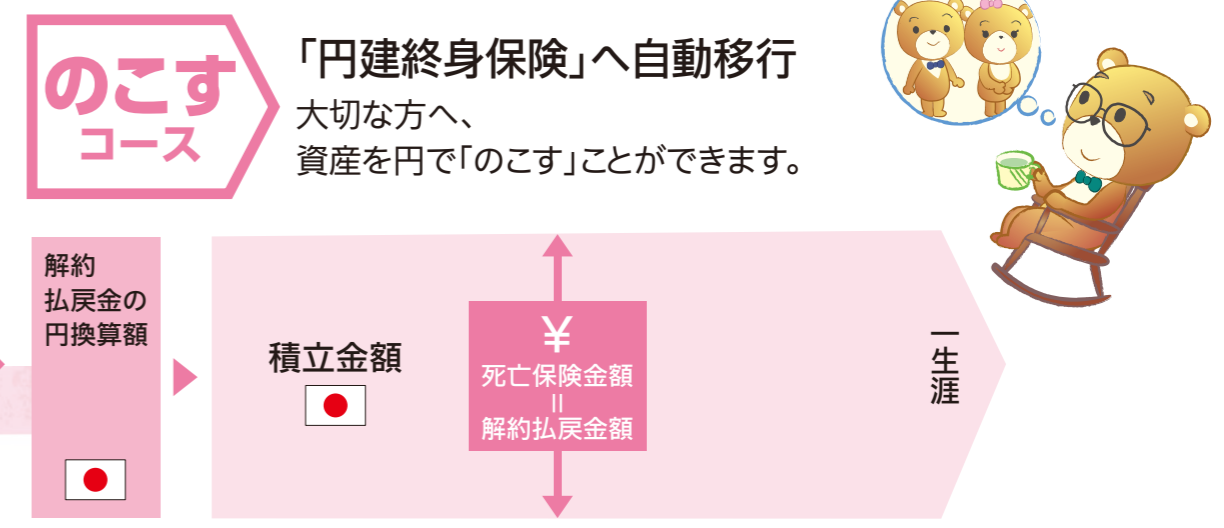 のこす
コース
「円建終身保険」へ自動移行
大切な方へ、
資産を円で「のこす」ことができます。
解約
払戻金の
円換算額
積立金額
¥
死亡保険金額
=
解約払戻金額
一生涯